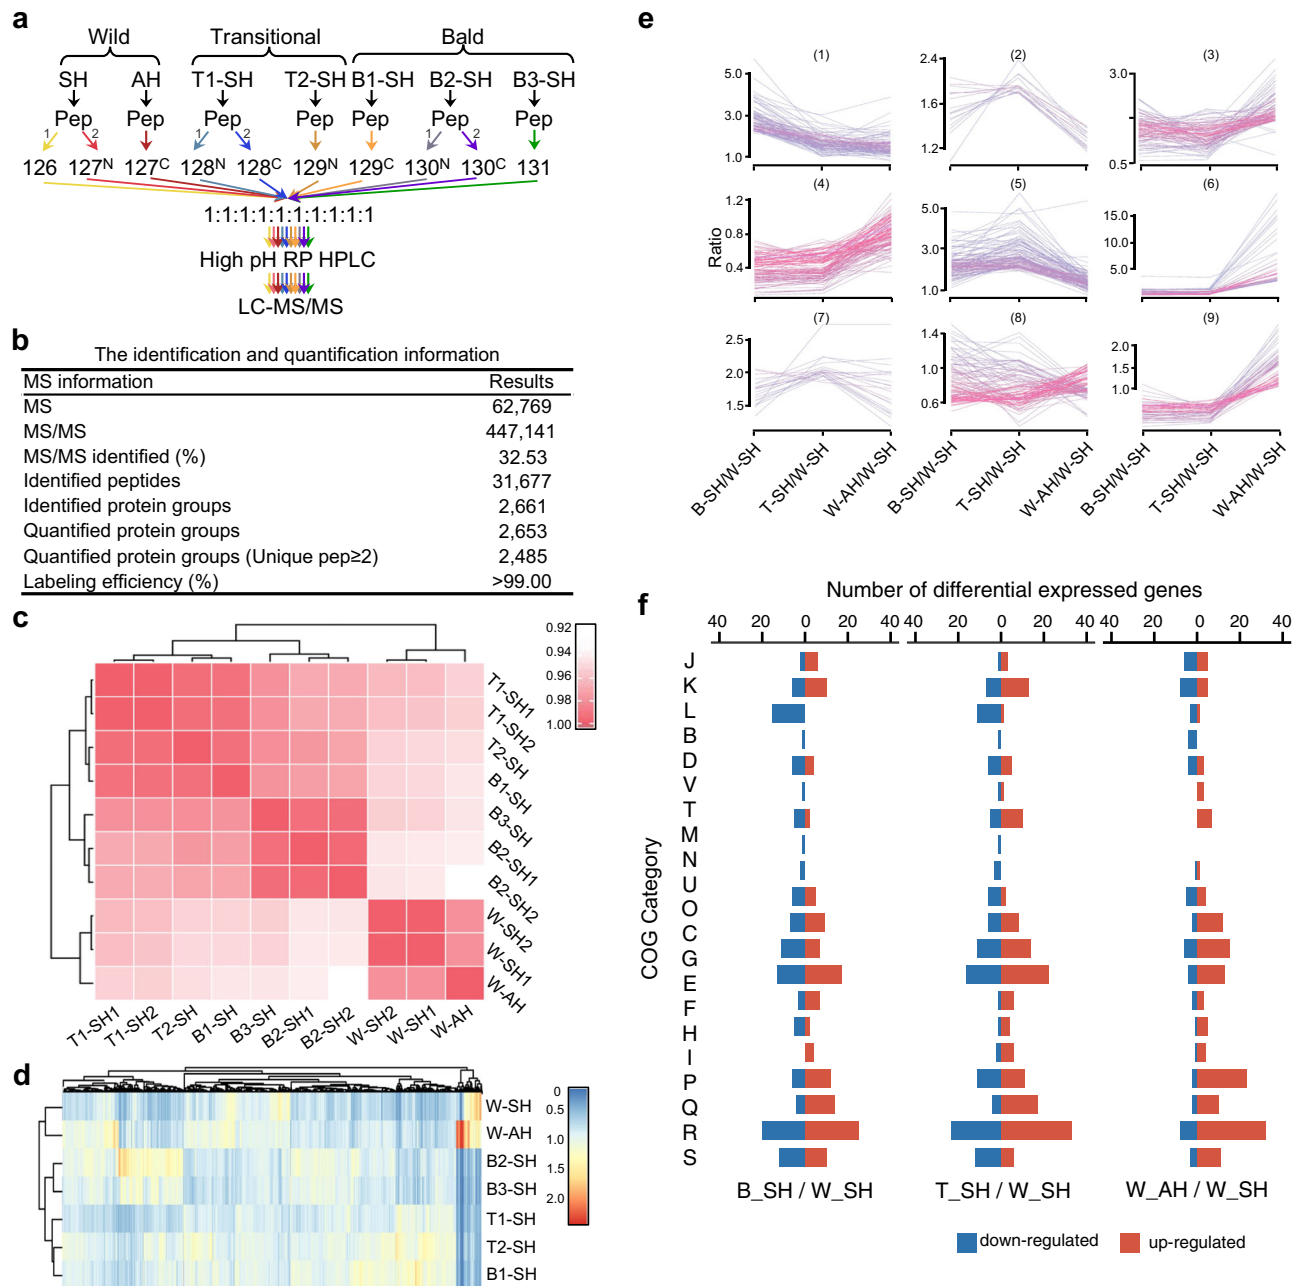 a
Wild Transitional Bald
SH AH T1-SH T2-SH B1-SH B2-SH B3-SH
Pep Pep Pep Pep Pep Pep Pep
1 2 1 2 1 2
126 127N 127C 128N 128C 129N 129C 130N 130C 131
1:1:1:1:1:1:1:1:1:1
High pH RP HPLC
LC-MS/MS
b
The identification and quantification information
MS information Results
MS 62,769
MS/MS 447,141
MS/MS identified (%) 32.53
Identified peptides 31,677
Identified protein groups 2,661
Quantified protein groups 2,653
Quantified protein groups (Unique pep≥2) 2,485
Labeling efficiency (%) >99.00
c
0.92
0.94
0.96
0.98
1.00
T1-SH1
T1-SH2
T2-SH
B1-SH
B3-SH
B2-SH1
B2-SH2
W-SH2
W-SH1
W-AH
T1-SH1 T1-SH2 T2-SH B1-SH B3-SH B2-SH1 B2-SH2 W-SH2 W-SH1 W-AH
d
W-SH
W-AH
B2-SH
B3-SH
T1-SH
T2-SH
B1-SH
0
0.5
1.0
1.5
2.0
e
(1) (2) (3)
5.0
3.0
1.0
2.4
1.6
1.2
3.0
0.5
(4) (5) (6)
Ratio
1.2
0.4
5.0
3.0
1.0
15.0
10.0
5.0
(7) (8) (9)
2.5
2.0
1.5
1.4
1.0
0.6
2.0
1.5
1.0
B-SH/W-SH T-SH/W-SH W-AH/W-SH B-SH/W-SH T-SH/W-SH W-AH/W-SH B-SH/W-SH T-SH/W-SH W-AH/W-SH
f
Number of differential expressed genes
40 20 0 20 40 40 20 0 20 40 40 20 0 20 40
COG Category
J
K
L
B
D
V
T
M
N
U
O
C
G
E
F
H
I
P
Q
R
S
B_SH / W_SH T_SH / W_SH W_AH / W_SH
down-regulated up-regulated